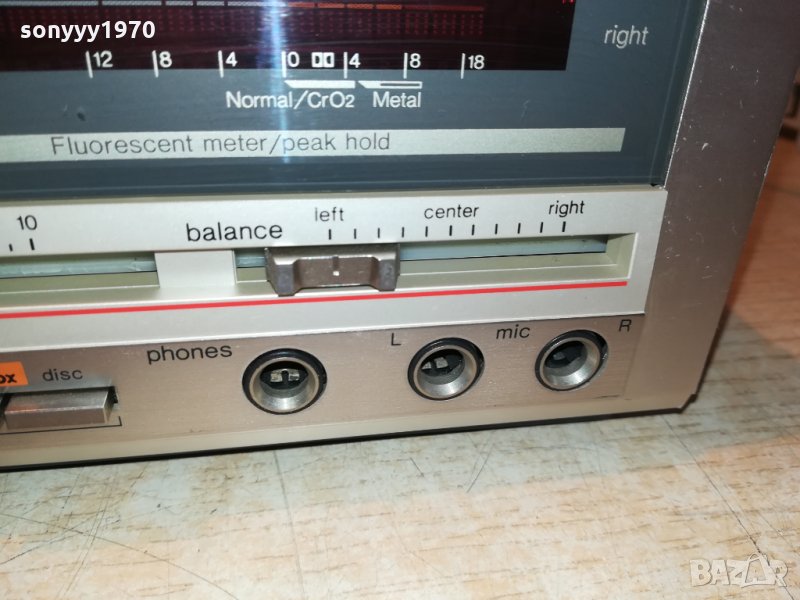 sonyyy1970
right
12 8 4 0 4 8 18
Normal/CrO2 Metal
Fluorescent meter/peak hold
left center right
10
balance
phones L mic R
disc
BAZAR